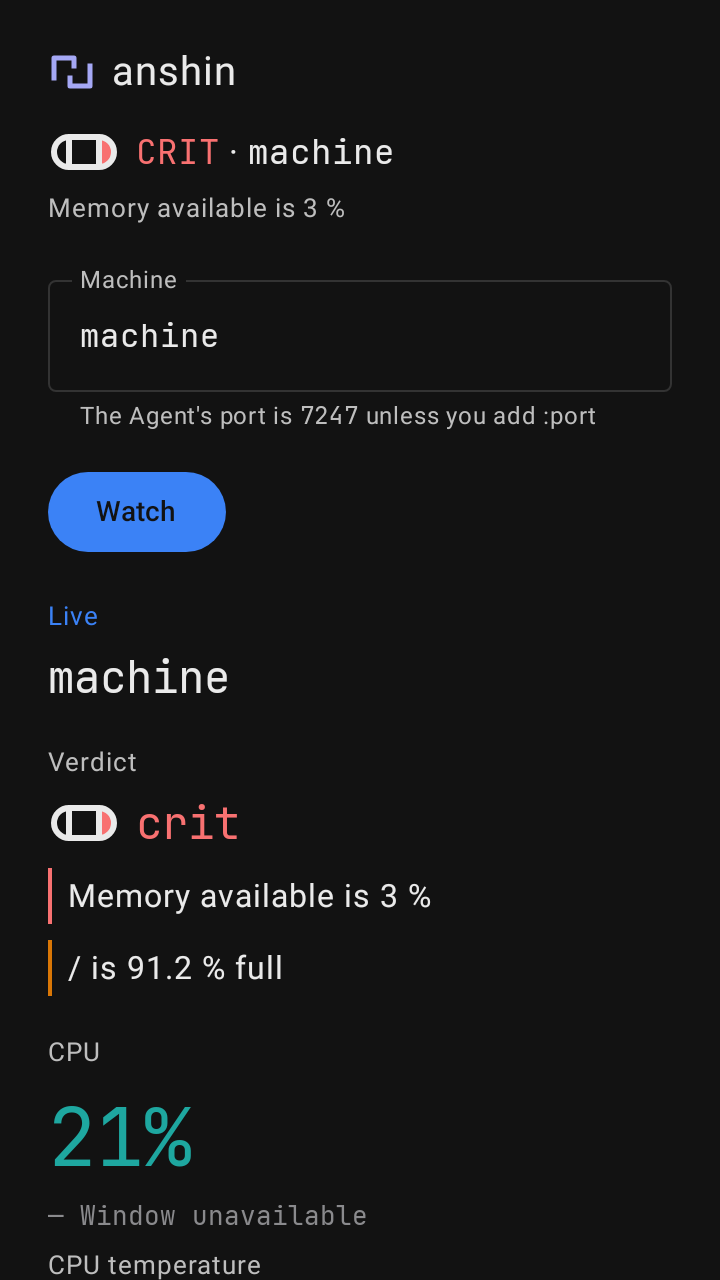 anshin
CRIT · machine
Memory available is 3 %
Machine
machine
The Agent's port is 7247 unless you add :port
Watch
Live
machine
Verdict
crit
Memory available is 3 %
/ is 91.2 % full
CPU
21%
— Window unavailable
CPU temperature